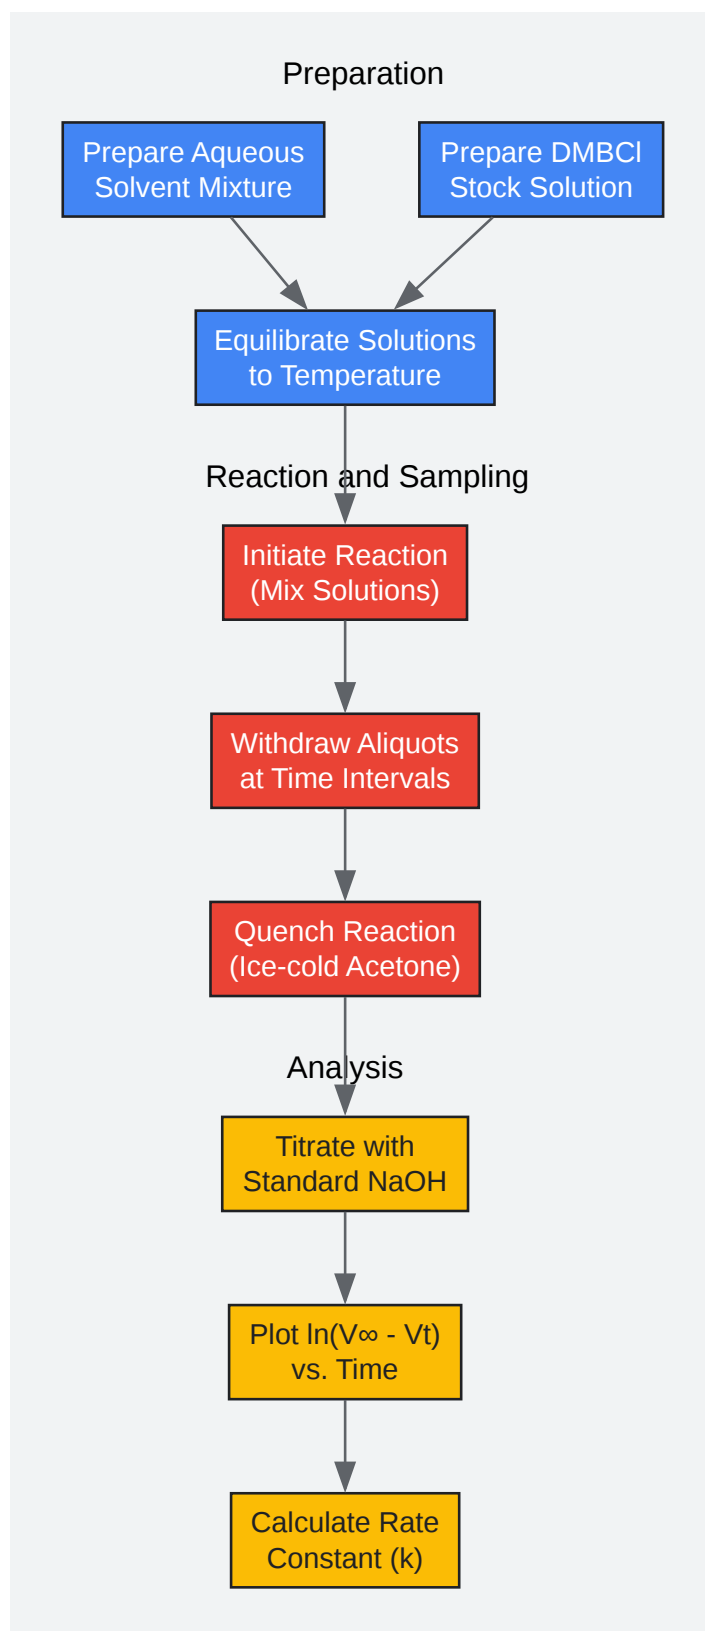 Preparation
Prepare Aqueous
Solvent Mixture
Prepare DMBCl
Stock Solution
Equilibrate Solutions
to Temperature
Reaction and Sampling
Initiate Reaction
(Mix Solutions)
Withdraw Aliquots
at Time Intervals
Quench Reaction
(Ice-cold Acetone)
Analysis
Titrate with
Standard NaOH
Plot ln(V∞ - Vt)
vs. Time
Calculate Rate
Constant (k)